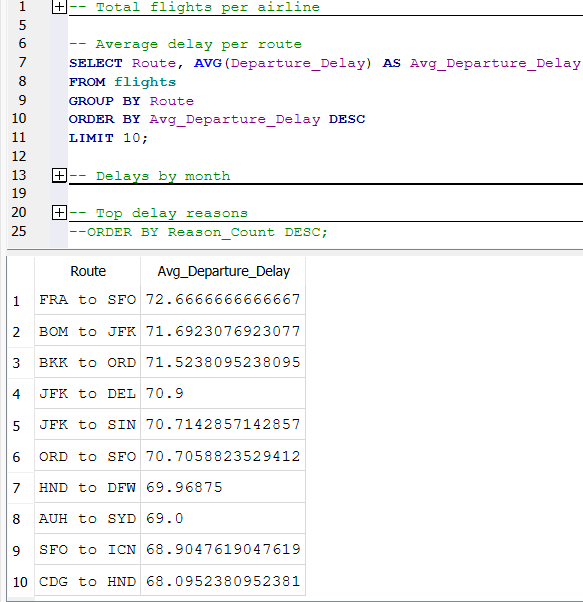 1 -- Total flights per airline
5
6 -- Average delay per route
7 SELECT Route, AVG(Departure_Delay) AS Avg_Departure_Delay
8 FROM flights
9 GROUP BY Route
10 ORDER BY Avg_Departure_Delay DESC
11 LIMIT 10;
12
13 -- Delays by month
19
20 -- Top delay reasons
25 --ORDER BY Reason_Count DESC;
Route Avg_Departure_Delay
1 FRA to SFO 72.6666666666667
2 BOM to JFK 71.6923076923077
3 BKK to ORD 71.5238095238095
4 JFK to DEL 70.9
5 JFK to SIN 70.7142857142857
6 ORD to SFO 70.7058823529412
7 HND to DFW 69.96875
8 AUH to SYD 69.0
9 SFO to ICN 68.9047619047619
10 CDG to HND 68.0952380952381